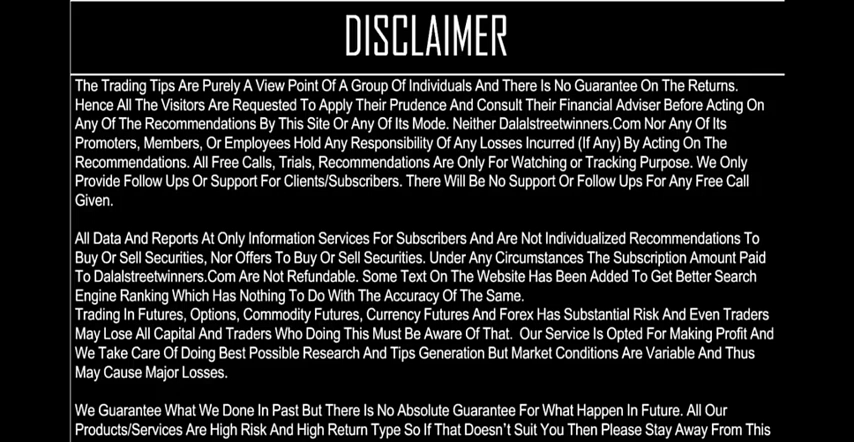 DISCLAIMER
The Trading Tips Are Purely A View Point Of A Group Of Individuals And There Is No Guarantee On The Returns.
Hence All The Visitors Are Requested To Apply Their Prudence And Consult Their Financial Adviser Before Acting On
Any Of The Recommendations By This Site Or Any Of Its Mode. Neither Dalalstreetwinners.Com Nor Any Of Its
Promoters, Members, Or Employees Hold Any Responsibility Of Any Losses Incurred (If Any) By Acting On The
Recommendations. All Free Calls, Trials, Recommendations Are Only For Watching or Tracking Purpose. We Only
Provide Follow Ups Or Support For Clients/Subscribers. There Will Be No Support Or Follow Ups For Any Free Call
Given.
All Data And Reports At Only Information Services For Subscribers And Are Not Individualized Recommendations To
Buy Or Sell Securities, Nor Offers To Buy Or Sell Securities. Under Any Circumstances The Subscription Amount Paid
To Dalalstreetwinners.Com Are Not Refundable. Some Text On The Website Has Been Added To Get Better Search
Engine Ranking Which Has Nothing To Do With The Accuracy Of The Same.
Trading In Futures, Options, Commodity Futures, Currency Futures And Forex Has Substantial Risk And Even Traders
May Lose All Capital And Traders Who Doing This Must Be Aware Of That. Our Service Is Opted For Making Profit And
We Take Care Of Doing Best Possible Research And Tips Generation But Market Conditions Are Variable And Thus
May Cause Major Losses.
We Guarantee What We Done In Past But There Is No Absolute Guarantee For What Happen In Future. All Our
Products/Services Are High Risk And High Return Type So If That Doesn't Suit You Then Please Stay Away From This